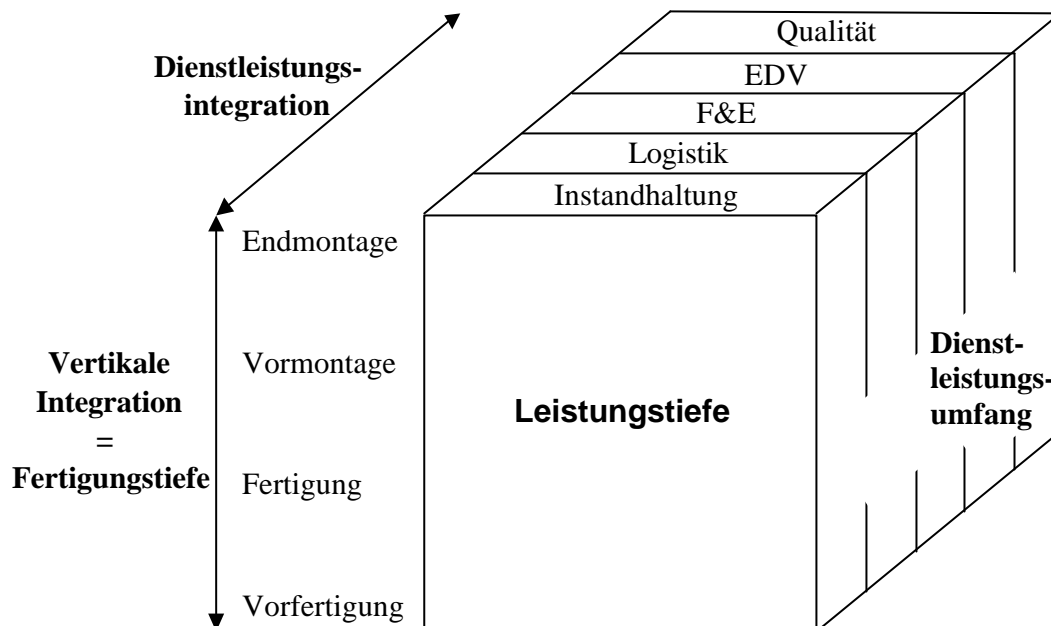 Qualität
Dienstleistungs-
integration
EDV
F&E
Logistik
Instandhaltung
Endmontage
Vertikale
Integration
=
Fertigungstiefe
Vormontage
Leistungstiefe
Dienst-
leistungs-
umfang
Fertigung
Vorfertigung